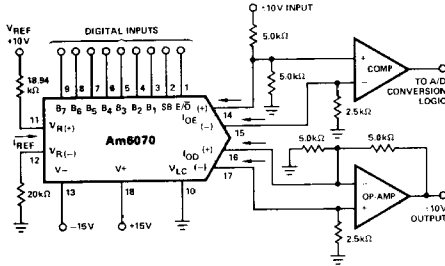 VREF
+10V
DIGITAL INPUTS
±10V INPUT
5.0kΩ
18.94
kΩ
9 8 7 6 5 4 3 2 1
B7 B6 B5 B4 B3 B2 B1 SB E/D
5.0kΩ
COMP
TO A/D
CONVERSION
LOGIC
11
VR(+)
IREF
12
VR(-)
Am6070
IOE
(+)
(-)
14
15
IOD
(+)
(-)
16
17
2.5kΩ
5.0kΩ
5.0kΩ
V-
V+
VLC
20kΩ
13
18
10
-15V
+15V
OP-AMP
±10V
OUTPUT
2.5kΩ